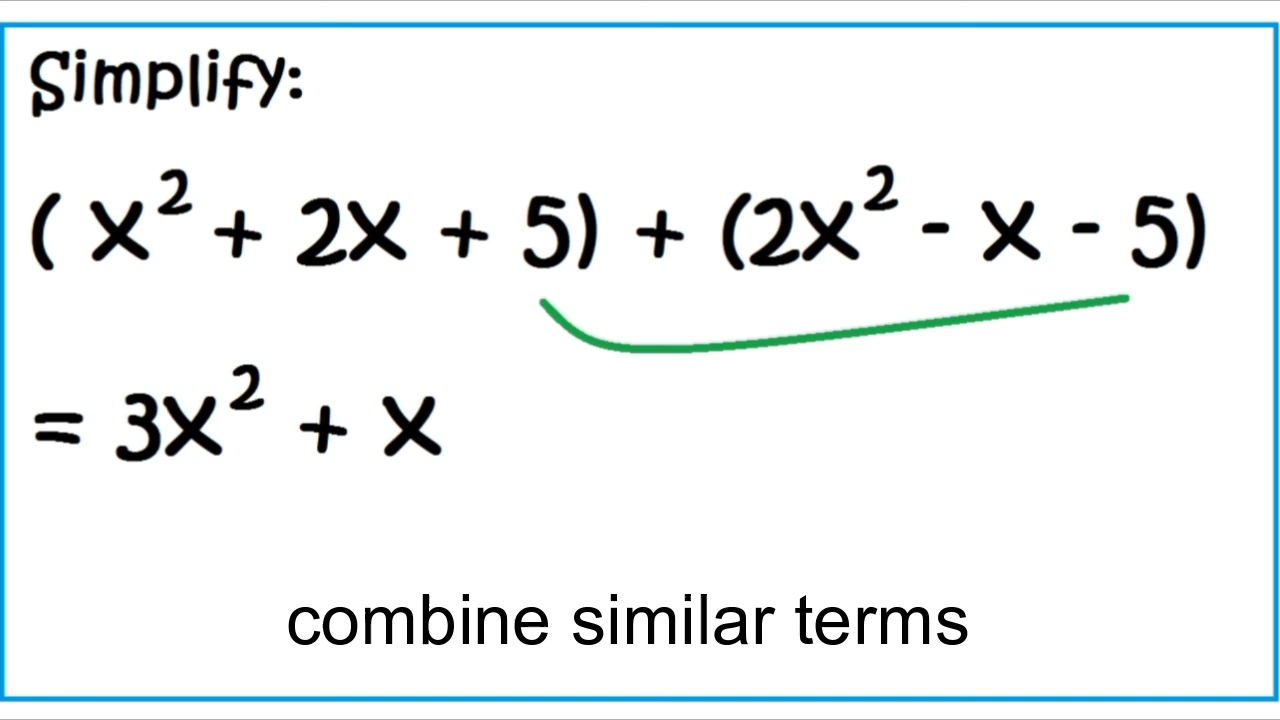 Simplify:
( x² + 2x + 5) + (2x² - x - 5)
= 3x² + x
combine similar terms